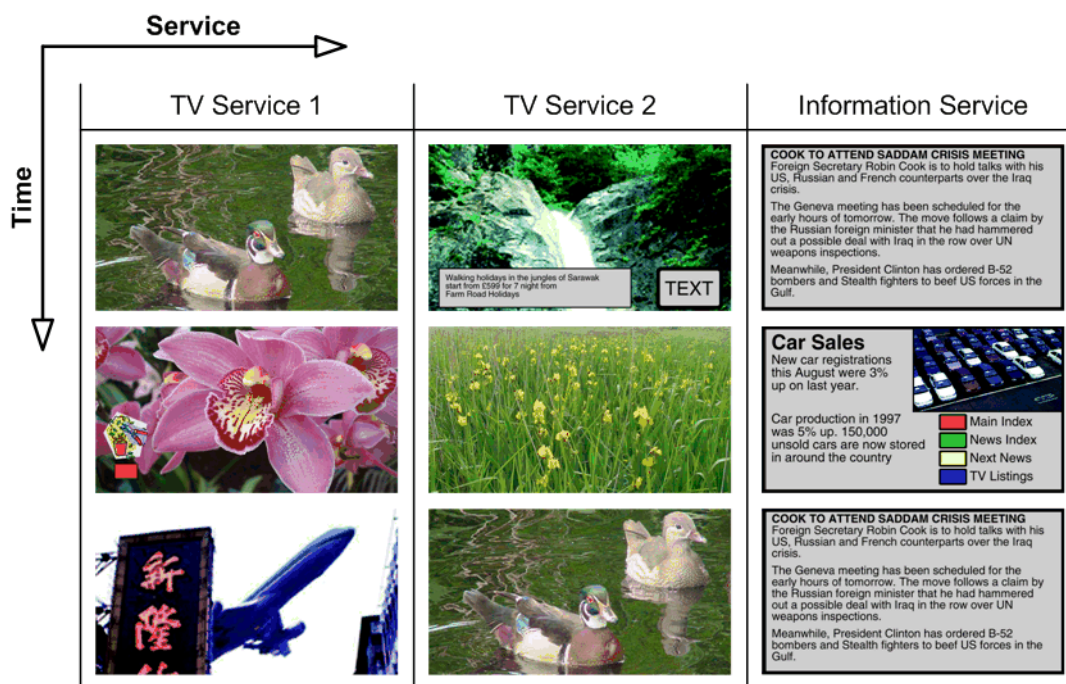 Service
Time
TV Service 1
TV Service 2
Information Service
Walking holidays in the jungles of Sarawak
start from £599 for 7 night from
Farm Road Holidays
TEXT
COOK TO ATTEND SADDAM CRISIS MEETING
Foreign Secretary Robin Cook is to hold talks with his
US, Russian and French counterparts over the Iraq
crisis.
The Geneva meeting has been scheduled for the
early hours of tomorrow. The move follows a claim by
the Russian foreign minister that he had hammered
out a possible deal with Iraq in the row over UN
weapons inspections.
Meanwhile, President Clinton has ordered B-52
bombers and Stealth fighters to beef US forces in the
Gulf.
Car Sales
New car registrations
this August were 3%
up on last year.
Car production in 1997
was 5% up. 150,000
unsold cars are now stored
in around the country
Main Index
News Index
Next News
TV Listings
新
隆
COOK TO ATTEND SADDAM CRISIS MEETING
Foreign Secretary Robin Cook is to hold talks with his
US, Russian and French counterparts over the Iraq
crisis.
The Geneva meeting has been scheduled for the
early hours of tomorrow. The move follows a claim by
the Russian foreign minister that he had hammered
out a possible deal with Iraq in the row over UN
weapons inspections.
Meanwhile, President Clinton has ordered B-52
bombers and Stealth fighters to beef US forces in the
Gulf.